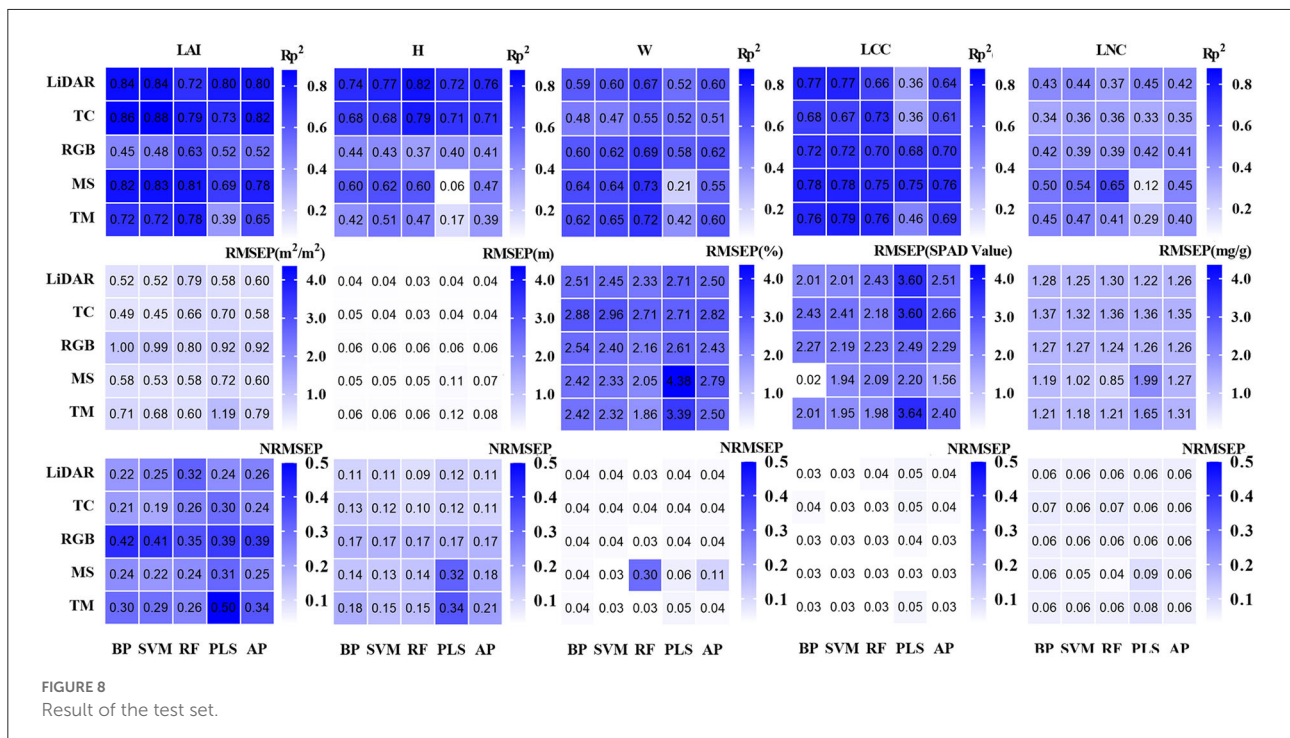 LAI Rp² H Rp² W Rp² LCC Rp² LNC Rp²
LiDAR 0.84 0.84 0.72 0.80 0.80 0.8 0.74 0.77 0.82 0.72 0.76 0.8 0.59 0.60 0.67 0.52 0.60 0.8 0.77 0.77 0.66 0.36 0.64 0.8 0.43 0.44 0.37 0.45 0.42 0.8
TC 0.86 0.88 0.79 0.73 0.82 0.6 0.68 0.68 0.79 0.71 0.71 0.6 0.48 0.47 0.55 0.52 0.51 0.6 0.68 0.67 0.73 0.36 0.61 0.6 0.34 0.36 0.36 0.33 0.35 0.6
RGB 0.45 0.48 0.63 0.52 0.52 0.4 0.44 0.43 0.37 0.40 0.41 0.4 0.60 0.62 0.69 0.58 0.62 0.4 0.72 0.72 0.70 0.68 0.70 0.4 0.42 0.39 0.39 0.42 0.41 0.4
MS 0.82 0.83 0.81 0.69 0.78 0.60 0.62 0.60 0.06 0.47 0.64 0.64 0.73 0.21 0.55 0.78 0.78 0.75 0.75 0.76 0.50 0.54 0.65 0.12 0.45
TM 0.72 0.72 0.78 0.39 0.65 0.2 0.42 0.51 0.47 0.17 0.39 0.2 0.62 0.65 0.72 0.42 0.60 0.2 0.76 0.79 0.76 0.46 0.69 0.2 0.45 0.47 0.41 0.29 0.40 0.2
RMSEP(m²/m²) RMSEP(m) RMSEP(%) RMSEP(SPAD Value) RMSEP(mg/g)
LiDAR 0.52 0.52 0.79 0.58 0.60 4.0 0.04 0.04 0.03 0.04 0.04 4.0 2.51 2.45 2.33 2.71 2.50 4.0 2.01 2.01 2.43 3.60 2.51 4.0 1.28 1.25 1.30 1.22 1.26 4.0
TC 0.49 0.45 0.66 0.70 0.58 3.0 0.05 0.04 0.03 0.04 0.04 3.0 2.88 2.96 2.71 2.71 2.82 3.0 2.43 2.41 2.18 3.60 2.66 3.0 1.37 1.32 1.36 1.36 1.35 3.0
RGB 1.00 0.99 0.80 0.92 0.92 2.0 0.06 0.06 0.06 0.06 0.06 2.0 2.54 2.40 2.16 2.61 2.43 2.0 2.27 2.19 2.23 2.49 2.29 2.0 1.27 1.27 1.24 1.26 1.26 2.0
MS 0.58 0.53 0.58 0.72 0.60 1.0 0.05 0.05 0.05 0.11 0.07 1.0 2.42 2.33 2.05 4.38 2.79 1.0 0.02 1.94 2.09 2.20 1.56 1.0 1.19 1.02 0.85 1.99 1.27 1.0
TM 0.71 0.68 0.60 1.19 0.79 0.06 0.06 0.06 0.12 0.08 2.42 2.32 1.86 3.39 2.50 2.01 1.95 1.98 3.64 2.40 1.21 1.18 1.21 1.65 1.31
NRMSEP NRMSEP NRMSEP NRMSEP NRMSEP
LiDAR 0.22 0.25 0.32 0.24 0.26 0.5 0.11 0.11 0.09 0.12 0.11 0.5 0.04 0.04 0.03 0.04 0.04 0.5 0.03 0.03 0.04 0.05 0.04 0.5 0.06 0.06 0.06 0.06 0.06 0.5
TC 0.21 0.19 0.26 0.30 0.24 0.4 0.13 0.12 0.10 0.12 0.11 0.4 0.04 0.04 0.04 0.04 0.04 0.4 0.04 0.03 0.03 0.05 0.04 0.4 0.07 0.06 0.07 0.06 0.06 0.4
RGB 0.42 0.41 0.35 0.39 0.39 0.3 0.17 0.17 0.17 0.17 0.17 0.3 0.04 0.04 0.03 0.04 0.04 0.3 0.03 0.03 0.03 0.04 0.03 0.3 0.06 0.06 0.06 0.06 0.06 0.3
MS 0.24 0.22 0.24 0.31 0.25 0.2 0.14 0.13 0.14 0.32 0.18 0.2 0.04 0.03 0.30 0.06 0.11 0.2 0.03 0.03 0.03 0.03 0.03 0.2 0.06 0.05 0.04 0.09 0.06 0.2
TM 0.30 0.29 0.26 0.50 0.34 0.1 0.18 0.15 0.15 0.34 0.21 0.1 0.04 0.03 0.03 0.05 0.04 0.1 0.03 0.03 0.03 0.05 0.03 0.1 0.06 0.06 0.06 0.08 0.06 0.1
BP SVM RF PLS AP BP SVM RF PLS AP BP SVM RF PLS AP BP SVM RF PLS AP BP SVM RF PLS AP
FIGURE 8
Result of the test set.